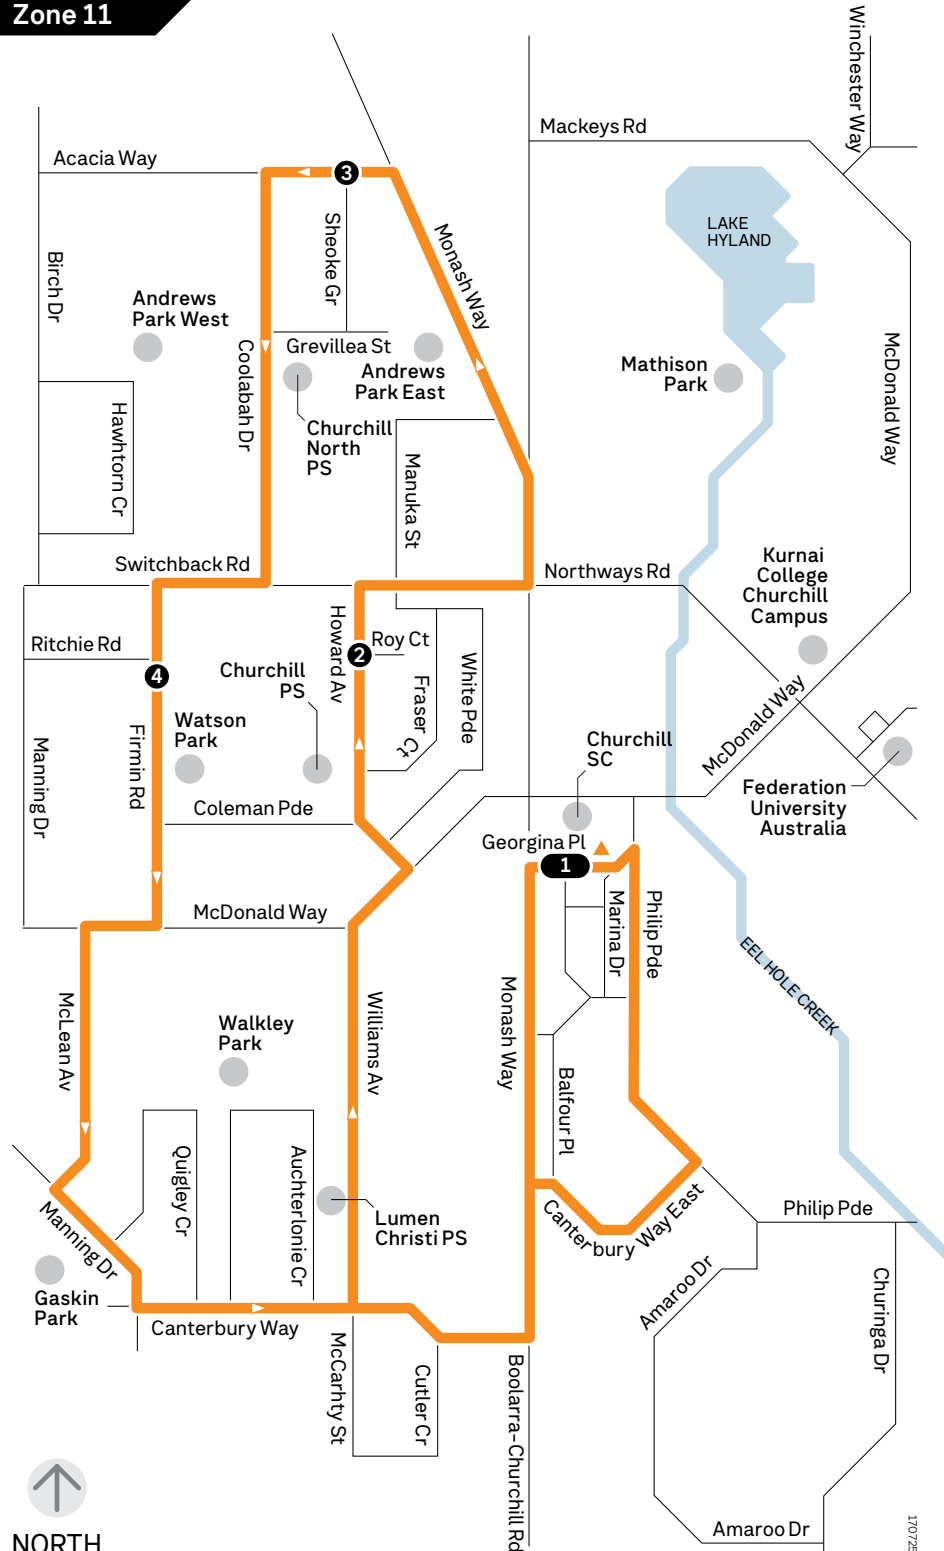 Zone 11
Winchester Way
Mackeys Rd
Acacia Way
3
Sheoke Gr
Monash Way
LAKE
HYLAND
Birch Dr
Andrews
Park West
Coolabah Dr
Grevillea St
Andrews
Park East
Mathison
Park
McDonald Way
Hawhtorn Cr
Churchill
North
PS
Manuka St
Switchback Rd
Northways Rd
Kurnai
College
Churchill
Campus
Ritchie Rd
Howard Av
Roy Ct
2
4
Churchill
PS
Fraser
Ct
White Pde
Watson
Park
Firmin Rd
Manning Dr
McDonald Way
Churchill
SC
Federation
University
Australia
Coleman Pde
Georgina Pl
1
McDonald Way
Marina Dr
Philip Pde
EEL HOLE CREEK
McLean Av
Walkley
Park
Williams Av
Monash Way
Balfour Pl
Quigley Cr
Auchterlonie Cr
Lumen
Christi PS
Canterbury Way East
Philip Pde
Manning Dr
Gaskin
Park
Amaroo Dr
Churinga Dr
Canterbury Way
McCarhty St
Cutler Cr
Boolarra-Churchill Rd
NORTH
Amaroo Dr
170725